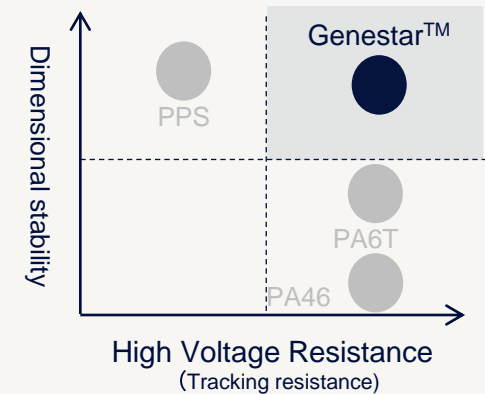 Genestar™
PPS
PA6T
PA46
Dimensional stability
High Voltage Resistance
(Tracking resistance)